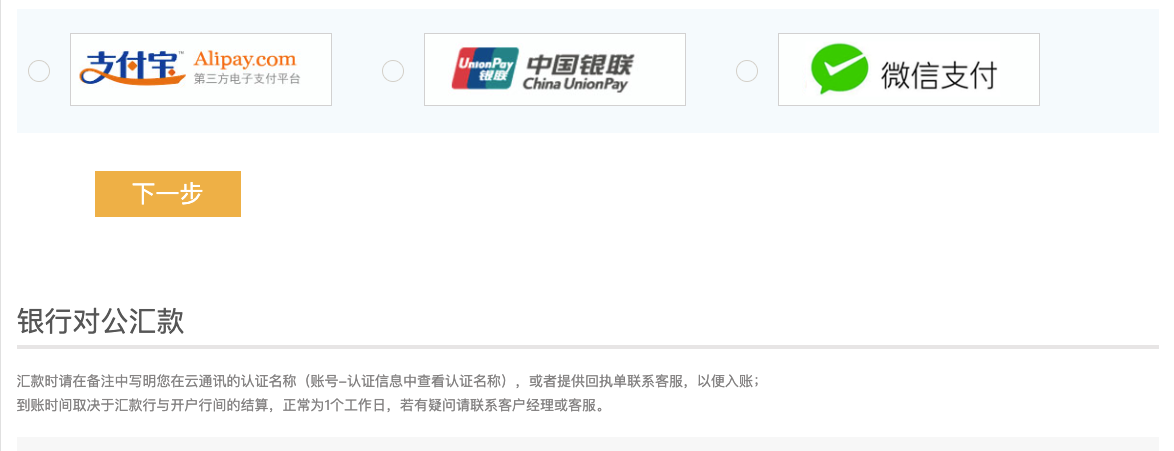 支付宝™ Alipay.com
第三方电子支付平台
UnionPay 银联 中国银联
China UnionPay
微信支付
下一步
银行对公汇款
汇款时请在备注中写明您在云通讯的认证名称（账号-认证信息中查看认证名称），或者提供回执单联系客服，以便入账；
到账时间取决于汇款行与开户行间的结算，正常为1个工作日，若有疑问请联系客户经理或客服。